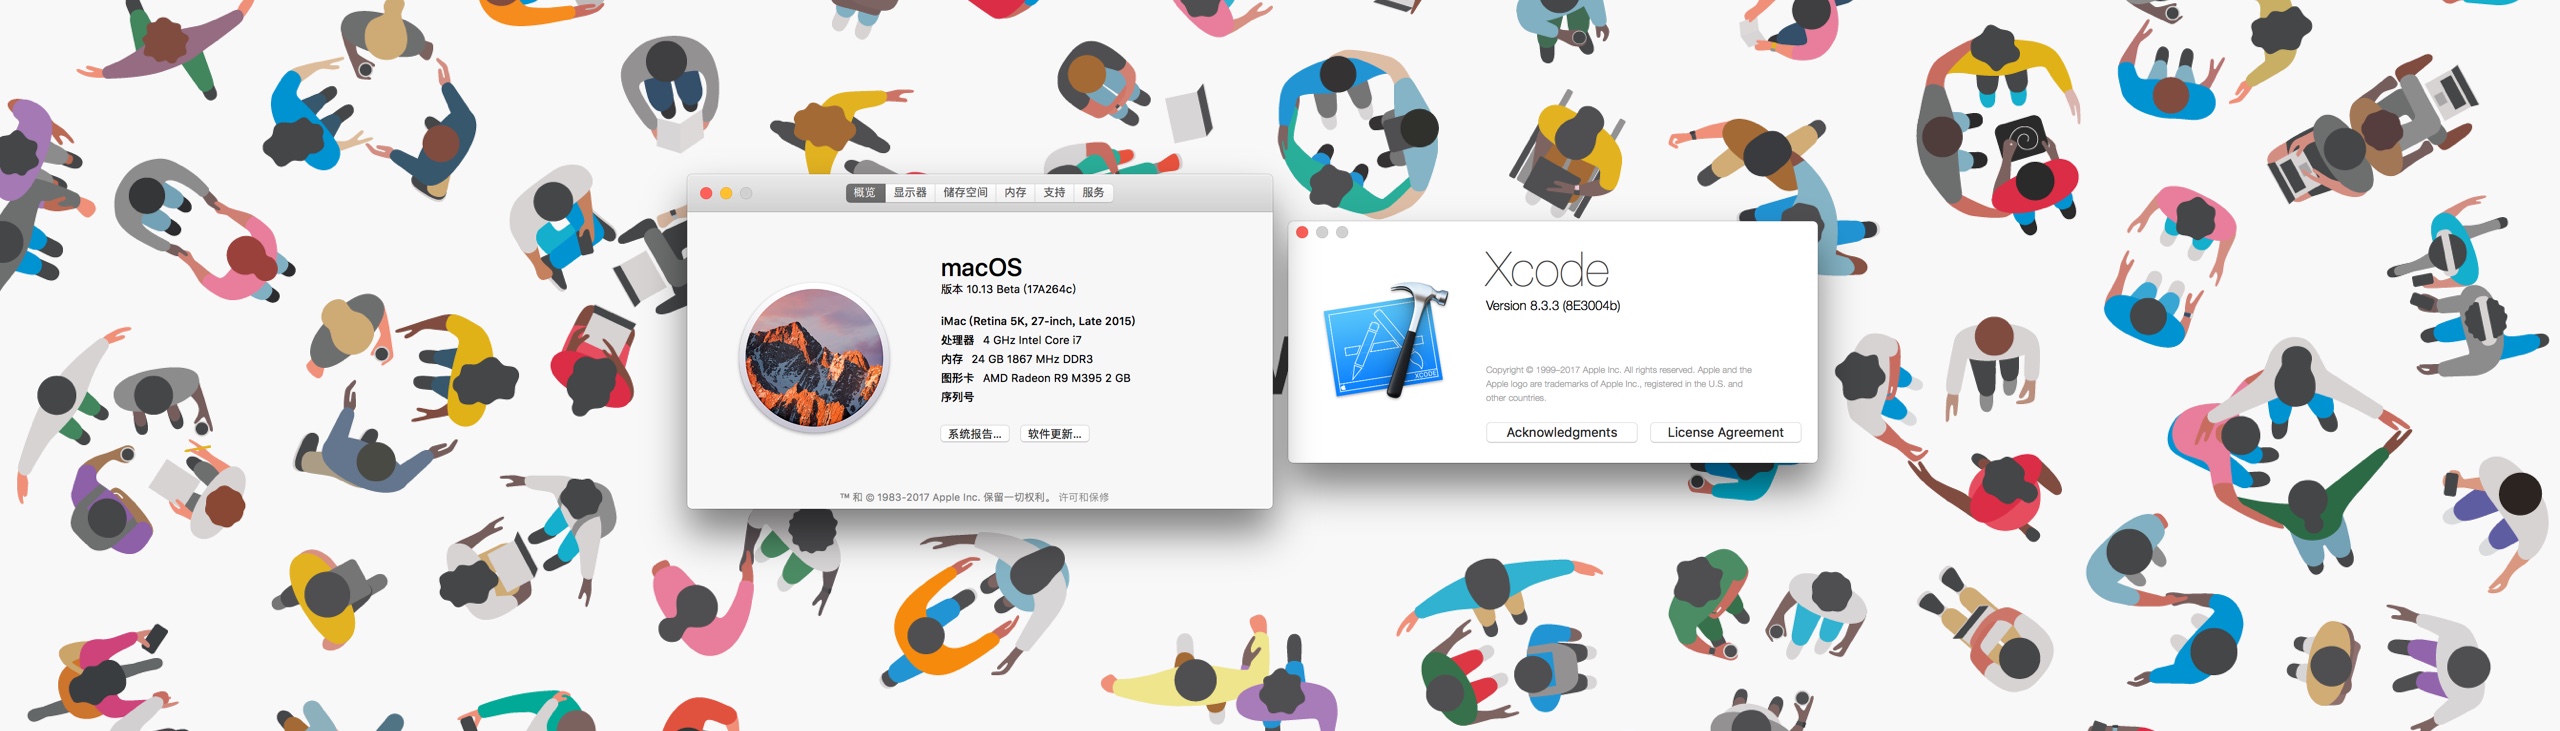 概览 显示器 储存空间 内存 支持 服务
macOS
版本 10.13 Beta (17A264c)
iMac (Retina 5K, 27-inch, Late 2015)
处理器 4 GHz Intel Core i7
内存 24 GB 1867 MHz DDR3
图形卡 AMD Radeon R9 M395 2 GB
序列号
系统报告... 软件更新...
™ 和 © 1983-2017 Apple Inc. 保留一切权利。 许可和保修
Xcode
Version 8.3.3 (8E3004b)
XCODE
Copyright © 1999–2017 Apple Inc. All rights reserved. Apple and the
Apple logo are trademarks of Apple Inc., registered in the U.S. and
other countries.
Acknowledgments License Agreement